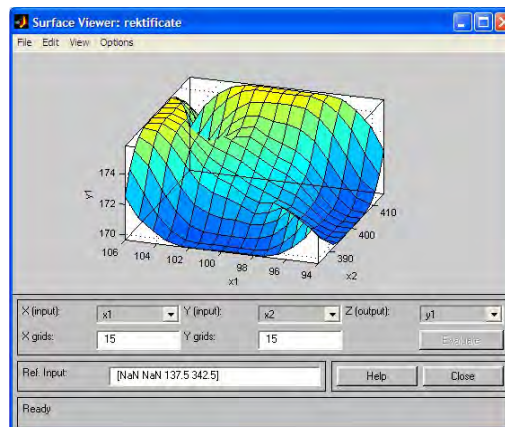 Surface Viewer: rektificate
File Edit View Options
174
172
170
y1
106 104 102 100 98 96 94
x1
390 400 410
x2
X (input): x1 Y (input): x2 Z (output): y1
X grids: 15 Y grids: 15 Evaluate
Ref. Input: [NaN NaN 137.5 342.5] Help Close
Ready